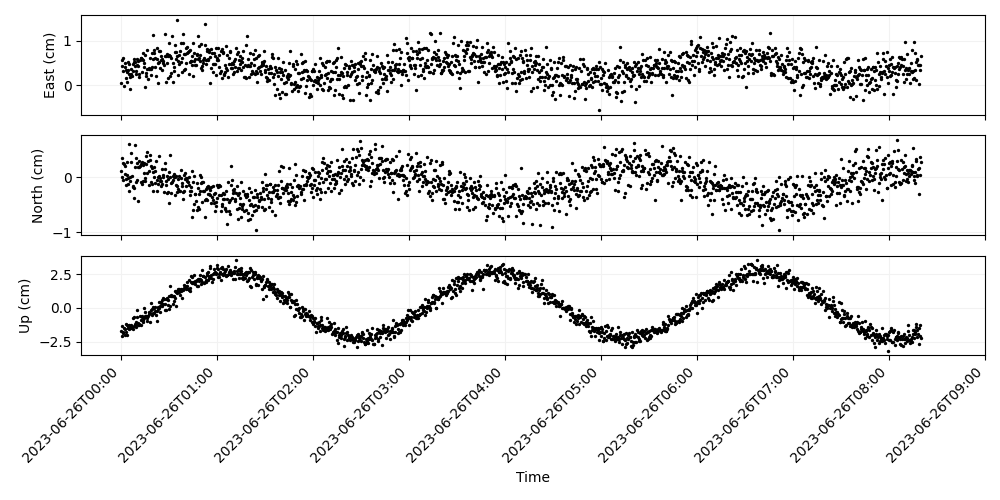 East (cm)
1
0
North (cm)
0
−1
Up (cm)
2.5
0.0
−2.5
2023-06-26T00:00
2023-06-26T01:00
2023-06-26T02:00
2023-06-26T03:00
2023-06-26T04:00
2023-06-26T05:00
2023-06-26T06:00
2023-06-26T07:00
2023-06-26T08:00
2023-06-26T09:00
Time